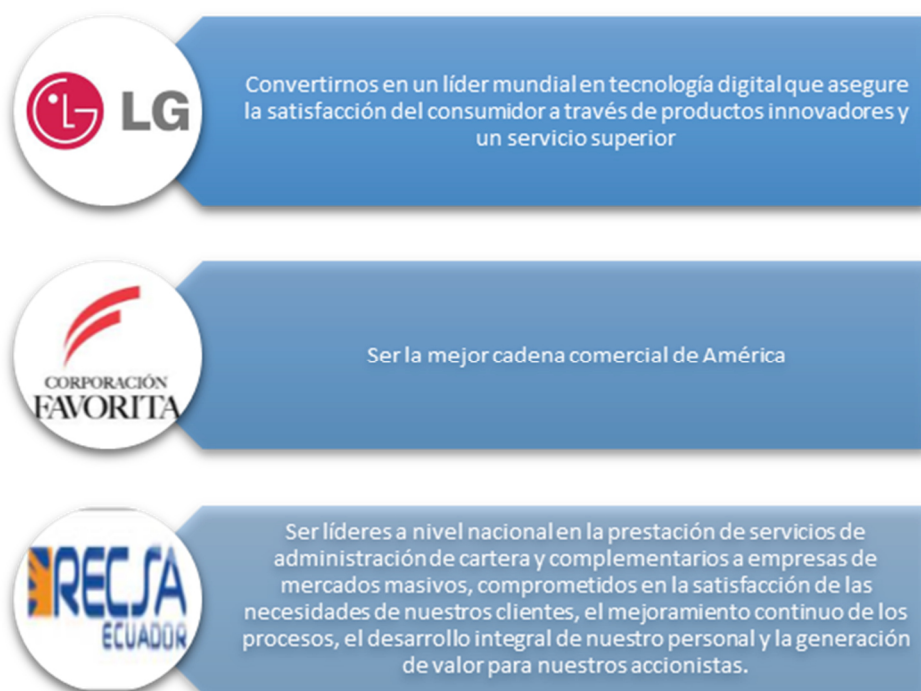 LG
Convertirnos en un líder mundial en tecnología digital que asegure
la satisfacción del consumidor a través de productos innovadores y
un servicio superior
CORPORACIÓN
FAVORITA
Ser la mejor cadena comercial de América
RECSA
ECUADOR
Ser líderes a nivel nacional en la prestación de servicios de
administración de cartera y complementarios a empresas de
mercados masivos, comprometidos en la satisfacción de las
necesidades de nuestros clientes, el mejoramiento continuo de los
procesos, el desarrollo integral de nuestro personal y la generación
de valor para nuestros accionistas.